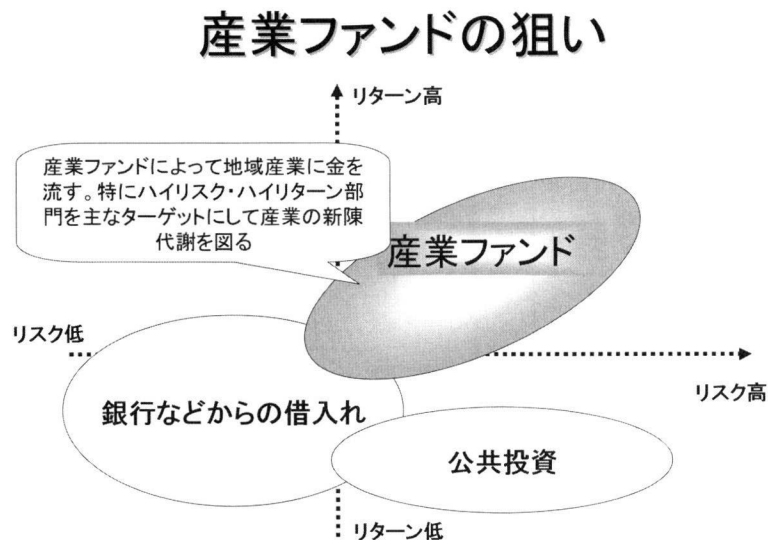 産業ファンドの狙い
リターン高
産業ファンドによって地域産業に金を
流す。特にハイリスク・ハイリターン部
門を主なターゲットにして産業の新陳
代謝を図る
産業ファンド
リスク低
リスク高
銀行などからの借入れ
公共投資
リターン低